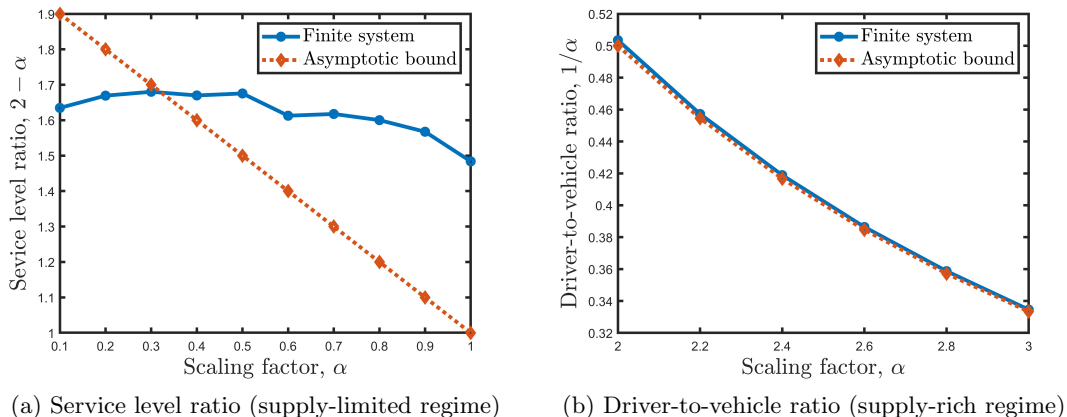 1.9
1.8
1.7
1.6
1.5
1.4
1.3
1.2
1.1
1
Sevice level ratio, 2 − α
Finite system
Asymptotic bound
0.1 0.2 0.3 0.4 0.5 0.6 0.7 0.8 0.9 1
Scaling factor, α
(a) Service level ratio (supply-limited regime)
0.52
0.5
0.48
0.46
0.44
0.42
0.4
0.38
0.36
0.34
0.32
Driver-to-vehicle ratio, 1/α
Finite system
Asymptotic bound
2 2.2 2.4 2.6 2.8 3
Scaling factor, α
(b) Driver-to-vehicle ratio (supply-rich regime)